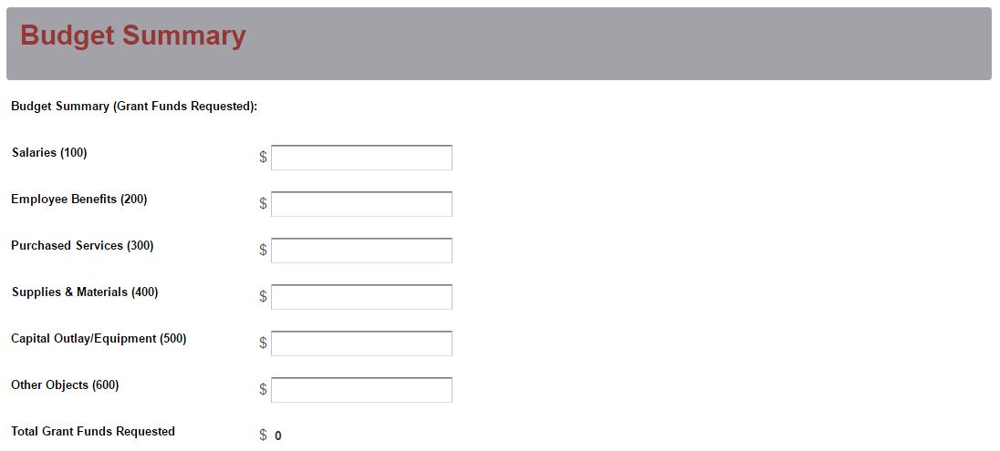 Budget Summary
Budget Summary (Grant Funds Requested):
Salaries (100) $
Employee Benefits (200) $
Purchased Services (300) $
Supplies & Materials (400) $
Capital Outlay/Equipment (500) $
Other Objects (600) $
Total Grant Funds Requested $ 0